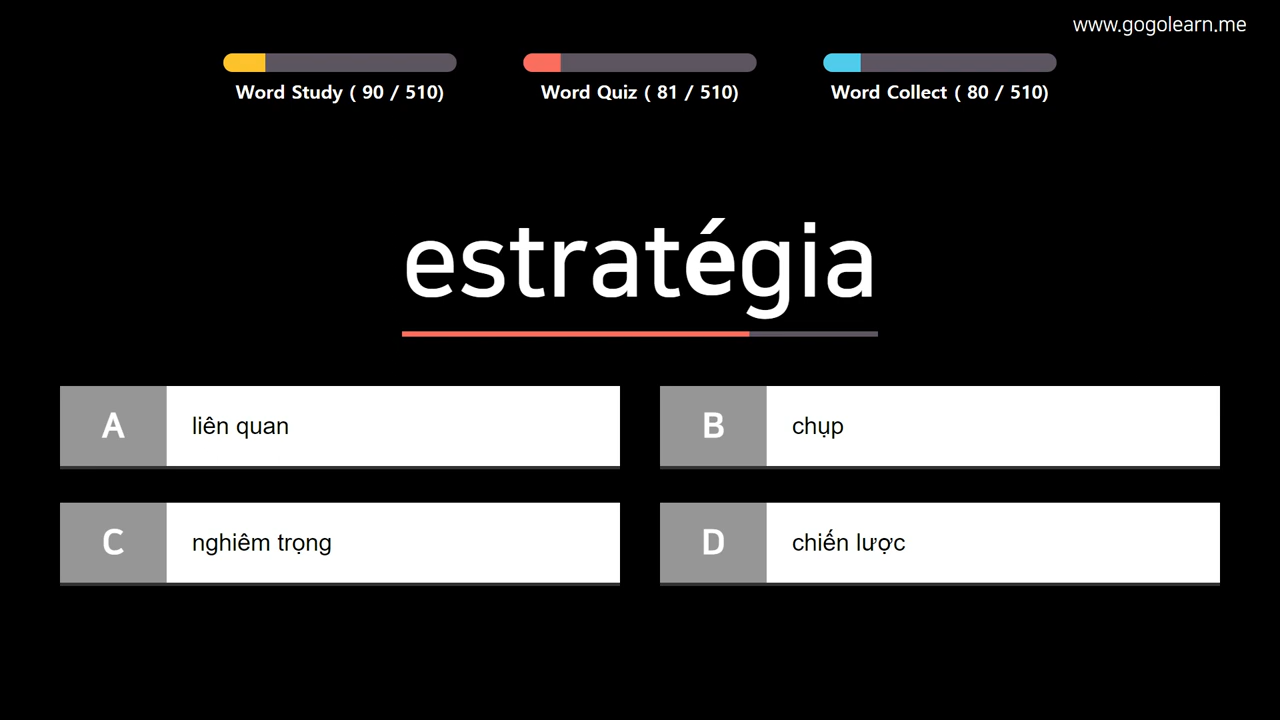 www.gogolearn.me
Word Study ( 90 / 510)
Word Quiz ( 81 / 510)
Word Collect ( 80 / 510)
estratégia
A
liên quan
B
chụp
C
nghiêm trọng
D
chiến lược